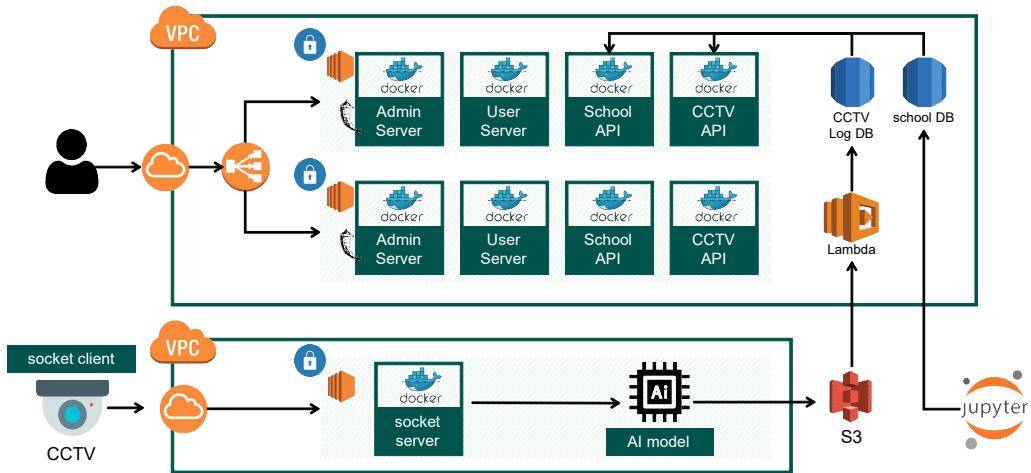 VPC
docker
docker
docker
docker
Admin
Server
User
Server
School
API
CCTV
API
CCTV
Log DB
school DB
docker
docker
docker
docker
Admin
Server
User
Server
School
API
CCTV
API
Lambda
VPC
socket client
CCTV
docker
socket
server
Ai
AI model
S3
jupyter